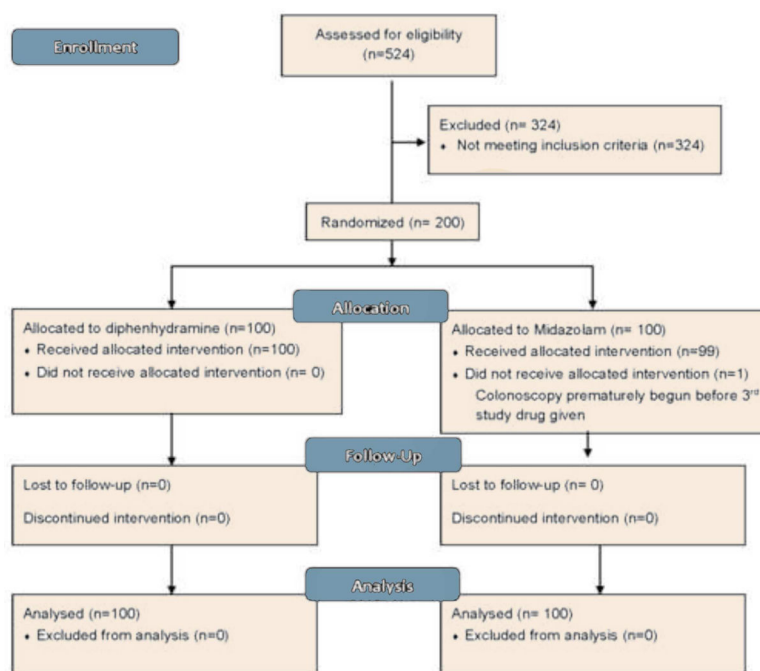 Enrollment
Assessed for eligibility
(n=524)
Excluded (n= 324)
♦ Not meeting inclusion criteria (n=324)
Randomized (n= 200)
Allocation
Allocated to diphenhydramine (n=100)
♦ Received allocated intervention (n=100)
♦ Did not receive allocated intervention (n= 0)
Allocated to Midazolam (n= 100)
♦ Received allocated intervention (n=99)
♦ Did not receive allocated intervention (n=1)
Colonoscopy prematurely begun before 3rd
study drug given
Follow-Up
Lost to follow-up (n=0)
Discontinued intervention (n=0)
Lost to follow-up (n= 0)
Discontinued intervention (n=0)
Analysis
Analysed (n=100)
♦ Excluded from analysis (n=0)
Analysed (n= 100)
♦ Excluded from analysis (n=0)